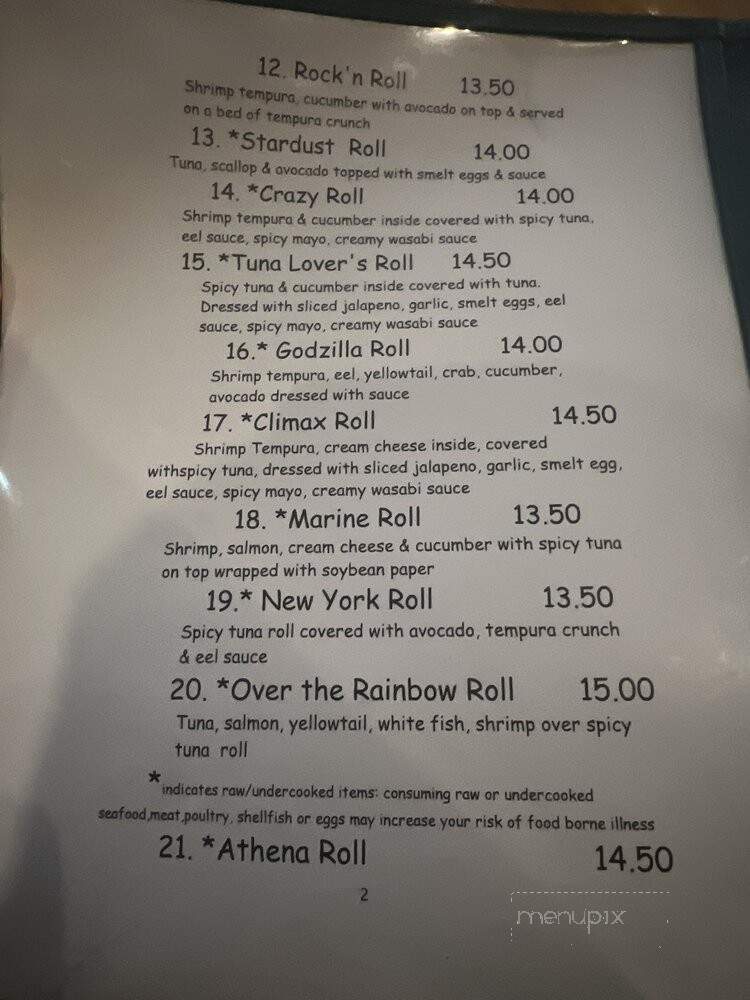 12. Rock'n Roll 13.50
Shrimp tempura, cucumber with avocado on top & served
on a bed of tempura crunch
13. *Stardust Roll 14.00
Tuna, scallop & avocado topped with smelt eggs & sauce
14. *Crazy Roll 14.00
Shrimp tempura & cucumber inside covered with spicy tuna,
eel sauce, spicy mayo, creamy wasabi sauce
15. *Tuna Lover's Roll 14.50
Spicy tuna & cucumber inside covered with tuna.
Dressed with sliced jalapeno, garlic, smelt eggs, eel
sauce, spicy mayo, creamy wasabi sauce
16.* Godzilla Roll 14.00
Shrimp tempura, eel, yellowtail, crab, cucumber,
avocado dressed with sauce
17. *Climax Roll 14.50
Shrimp Tempura, cream cheese inside, covered
withspicy tuna, dressed with sliced jalapeno, garlic, smelt egg,
eel sauce, spicy mayo, creamy wasabi sauce
18. *Marine Roll 13.50
Shrimp, salmon, cream cheese & cucumber with spicy tuna
on top wrapped with soybean paper
19.* New York Roll 13.50
Spicy tuna roll covered with avocado, tempura crunch
& eel sauce
20. *Over the Rainbow Roll 15.00
Tuna, salmon, yellowtail, white fish, shrimp over spicy
tuna roll
*indicates raw/undercooked items: consuming raw or undercooked
seafood,meat,poultry, shellfish or eggs may increase your risk of food borne illness
21. *Athena Roll 14.50
2
menupix